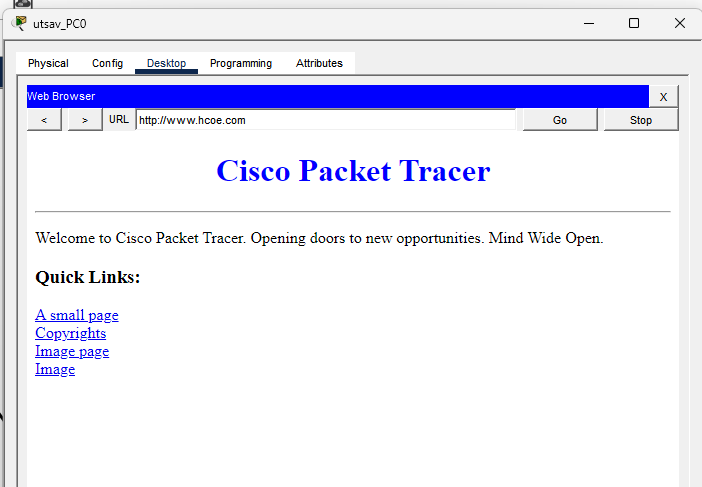 utsav_PC0
Physical Config Desktop Programming Attributes
Web Browser X
< > URL http://www.hcoe.com Go Stop
Cisco Packet Tracer
Welcome to Cisco Packet Tracer. Opening doors to new opportunities. Mind Wide Open.
Quick Links:
A small page
Copyrights
Image page
Image